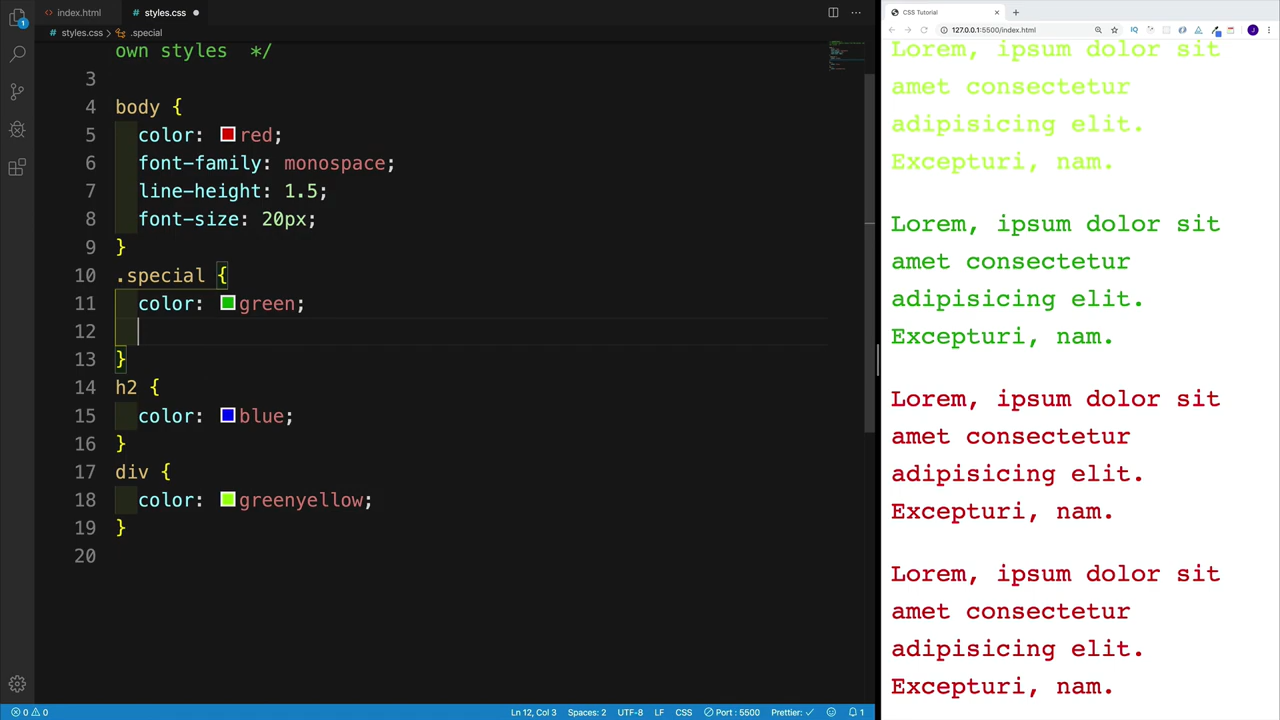 index.html
styles.css
styles.css > .special
own styles */
3
4 body {
5 color: red;
6 font-family: monospace;
7 line-height: 1.5;
8 font-size: 20px;
9 }
10 .special {
11 color: green;
12
13 }
14 h2 {
15 color: blue;
16 }
17 div {
18 color: greenyellow;
19 }
20
1
0 0
Ln 12, Col 3
Spaces: 2
UTF-8
LF
CSS
Port : 5500
Prettier: ✓
1
CSS Tutorial
127.0.0.1:5500/index.html
IQ
J
Lorem, ipsum dolor sit
amet consectetur
adipisicing elit.
Excepturi, nam.
Lorem, ipsum dolor sit
amet consectetur
adipisicing elit.
Excepturi, nam.
Lorem, ipsum dolor sit
amet consectetur
adipisicing elit.
Excepturi, nam.
Lorem, ipsum dolor sit
amet consectetur
adipisicing elit.
Excepturi, nam.